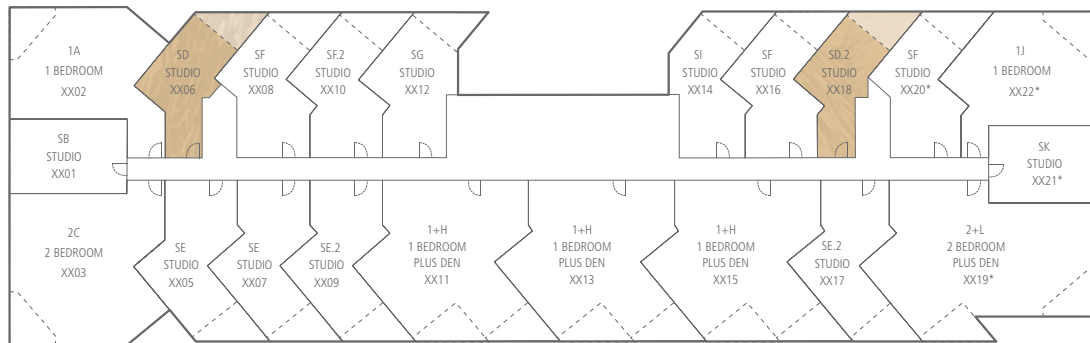 1A
1 BEDROOM
XX02
SD
STUDIO
XX06
SF
STUDIO
XX08
SF.2
STUDIO
XX10
SG
STUDIO
XX12
SI
STUDIO
XX14
SF
STUDIO
XX16
SD.2
STUDIO
XX18
SF
STUDIO
XX20*
1J
1 BEDROOM
XX22*
SB
STUDIO
XX01
SK
STUDIO
XX21*
2C
2 BEDROOM
XX03
SE
STUDIO
XX05
SE
STUDIO
XX07
SE.2
STUDIO
XX09
1+H
1 BEDROOM
PLUS DEN
XX11
1+H
1 BEDROOM
PLUS DEN
XX13
1+H
1 BEDROOM
PLUS DEN
XX15
SE.2
STUDIO
XX17
2+L
2 BEDROOM
PLUS DEN
XX19*